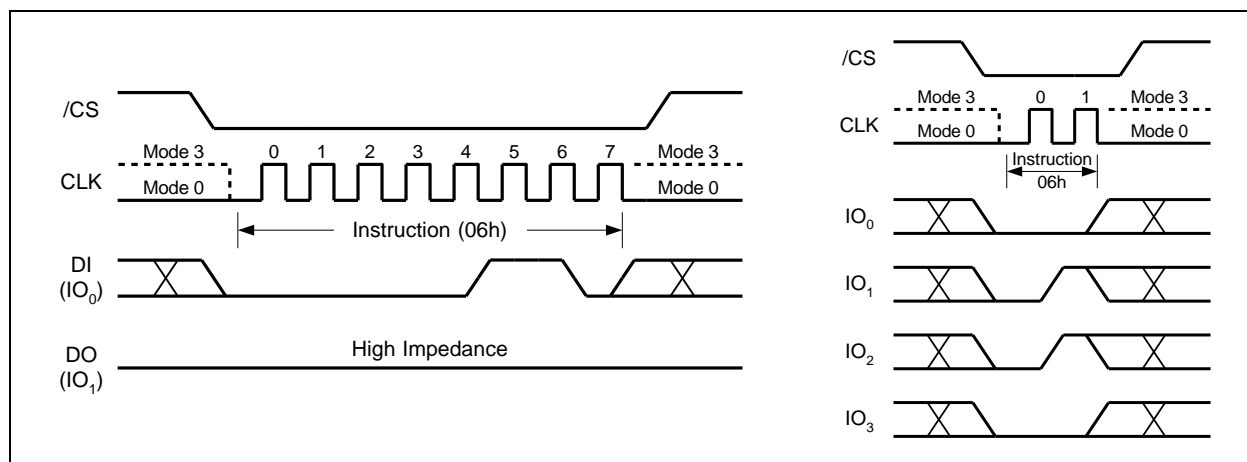 /CS
Mode 3
0 1 2 3 4 5 6 7
Mode 3
CLK
Mode 0
Mode 0
Instruction (06h)
DI
(IO0)
DO
(IO1)
High Impedance
/CS
Mode 3
0 1
Mode 3
CLK
Mode 0
Mode 0
Instruction
06h
IO0
IO1
IO2
IO3